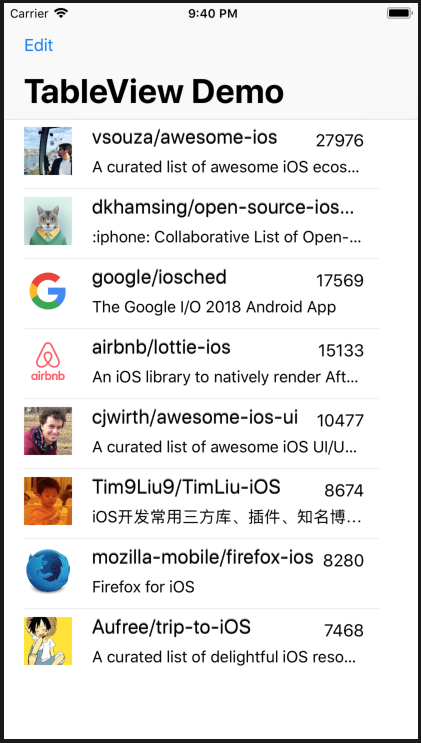 Carrier 9:40 PM
Edit
TableView Demo
vsouza/awesome-ios 27976
A curated list of awesome iOS ecos...
dkhamsing/open-source-ios...
:iphone: Collaborative List of Open-...
google/iosched 17569
The Google I/O 2018 Android App
airbnb/lottie-ios 15133
airbnb
An iOS library to natively render Aft...
cjwirth/awesome-ios-ui 10477
A curated list of awesome iOS UI/U...
Tim9Liu9/TimLiu-iOS 8674
iOS开发常用三方库、插件、知名博...
mozilla-mobile/firefox-ios 8280
Firefox for iOS
Aufree/trip-to-iOS 7468
A curated list of delightful iOS reso...